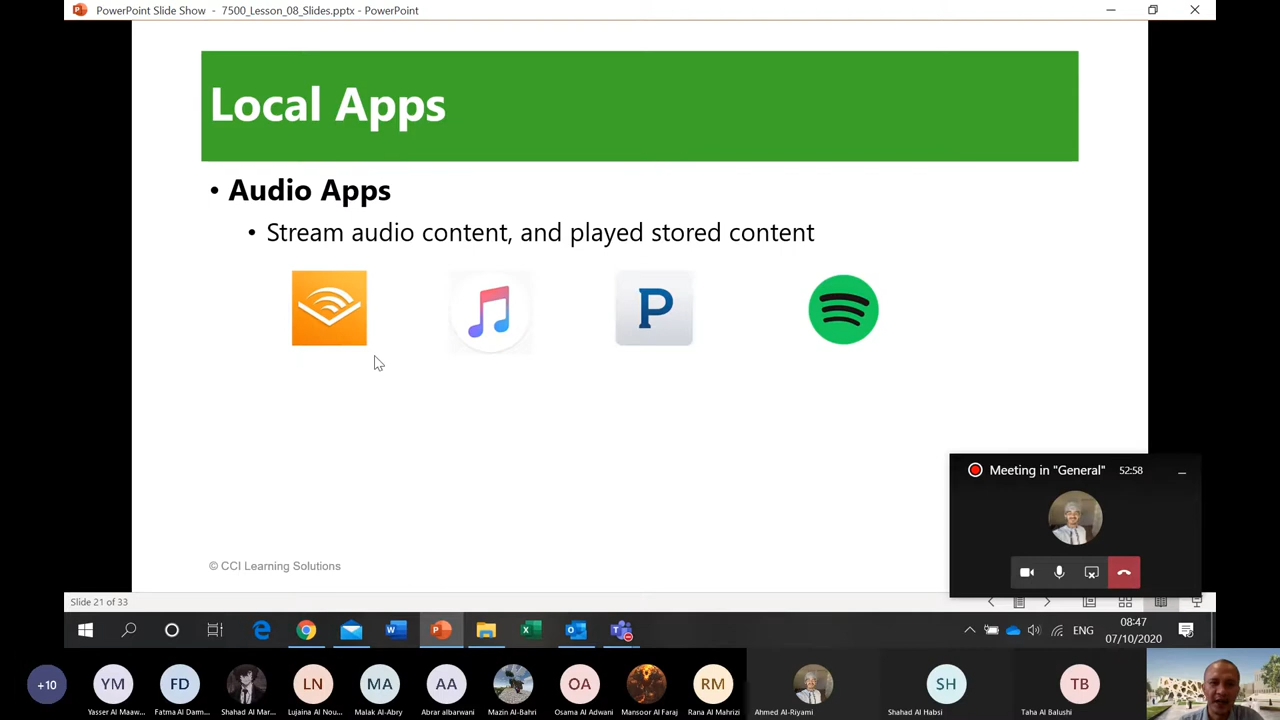 PowerPoint Slide Show - 7500_Lesson_08_Slides.pptx - PowerPoint
Local Apps
• Audio Apps
• Stream audio content, and played stored content
P
Meeting in "General" 52:58
© CCI Learning Solutions
Slide 21 of 33
ENG
08:47
07/10/2020
+10
YM
FD
LN
MA
AA
OA
RM
SH
TB
Yasser Al Maaw...
Fatma Al Darm...
Shahad Al Mar...
Lujaina Al Nou...
Malak Al-Abry
Abrar albarwani
Mazin Al-Bahri
Osama Al Adwani
Mansoor Al Faraj
Rana Al Mahrizi
Ahmed Al-Riyami
Shahad Al Habsi
Taha Al Balushi